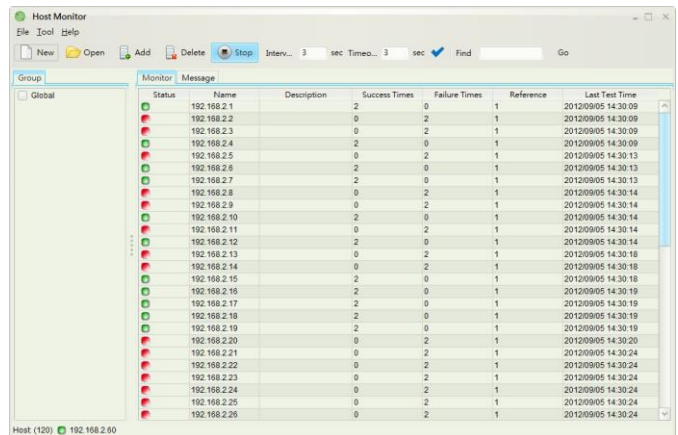 Host Monitor
File Tool Help
New Open Add Delete Stop Interv... 3 sec Timeo... 3 sec Find Go
Group Monitor Message
Global Status Name Description Success Times Failure Times Reference Last Test Time
192.168.2.1 2 0 1 2012/09/05 14:30:09
192.168.2.2 0 2 1 2012/09/05 14:30:09
192.168.2.3 0 2 1 2012/09/05 14:30:09
192.168.2.4 2 0 1 2012/09/05 14:30:09
192.168.2.5 0 2 1 2012/09/05 14:30:13
192.168.2.6 2 0 1 2012/09/05 14:30:13
192.168.2.7 2 0 1 2012/09/05 14:30:13
192.168.2.8 0 2 1 2012/09/05 14:30:14
192.168.2.9 0 2 1 2012/09/05 14:30:14
192.168.2.10 2 0 1 2012/09/05 14:30:14
192.168.2.11 0 2 1 2012/09/05 14:30:14
192.168.2.12 2 0 1 2012/09/05 14:30:14
192.168.2.13 0 2 1 2012/09/05 14:30:18
192.168.2.14 0 2 1 2012/09/05 14:30:18
192.168.2.15 2 0 1 2012/09/05 14:30:18
192.168.2.16 2 0 1 2012/09/05 14:30:19
192.168.2.17 2 0 1 2012/09/05 14:30:19
192.168.2.18 2 0 1 2012/09/05 14:30:19
192.168.2.19 2 0 1 2012/09/05 14:30:19
192.168.2.20 0 2 1 2012/09/05 14:30:20
192.168.2.21 0 2 1 2012/09/05 14:30:24
192.168.2.22 0 2 1 2012/09/05 14:30:24
192.168.2.23 0 2 1 2012/09/05 14:30:24
192.168.2.24 0 2 1 2012/09/05 14:30:24
192.168.2.25 0 2 1 2012/09/05 14:30:24
192.168.2.26 0 2 1 2012/09/05 14:30:24
Host: (120) 192.168.2.60